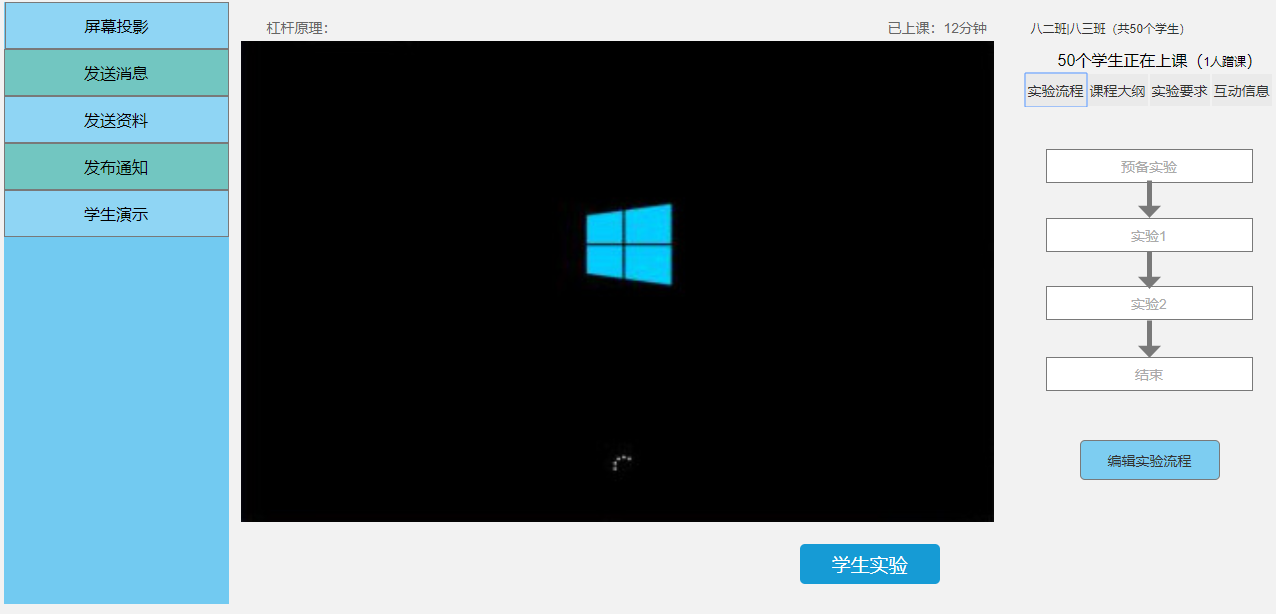 屏幕投影
发送消息
发送资料
发布通知
学生演示
杠杆原理：
已上课：12分钟
学生实验
八二班|八三班（共50个学生）
50个学生正在上课（1人蹭课）
实验流程 课程大纲 实验要求 互动信息
预备实验
实验1
实验2
结束
编辑实验流程